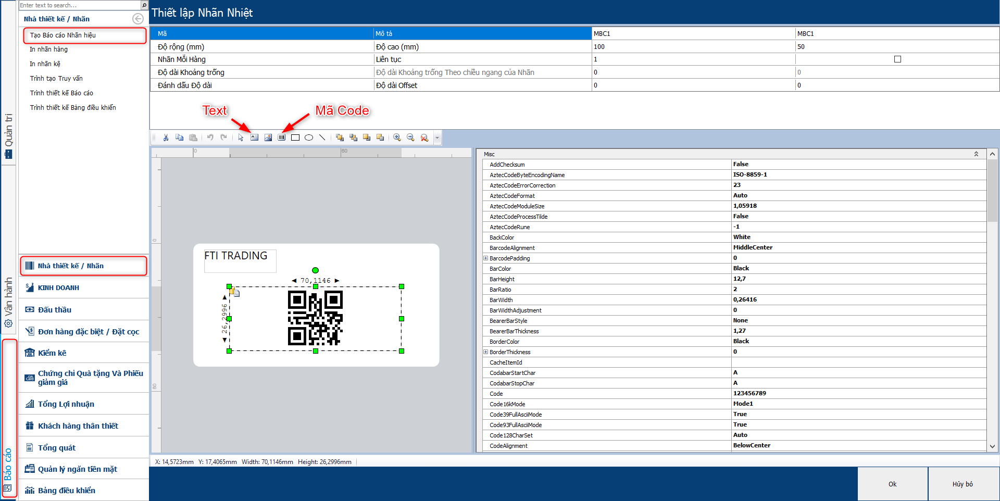 Enter text to search...
Nhà thiết kế / Nhãn
Tạo Báo cáo Nhãn hiệu
In nhãn hàng
In nhãn kệ
Trình tạo Truy vấn
Trình thiết kế Báo cáo
Trình thiết kế Bảng điều khiển
Quản trị
Vận hành
Báo cáo
Nhà thiết kế / Nhãn
KINH DOANH
Đấu thầu
Đơn hàng đặc biệt / Đặt cọc
Kiểm kê
Chứng chỉ Quà tặng Và Phiếu
giảm giá
Tổng Lợi nhuận
Khách hàng thân thiết
Tổng quát
Quản lý ngăn tiền mặt
Bảng điều khiển
Thiết lập Nhãn Nhiệt
Mã Mô tả MBC1 MBC1
Độ rộng (mm) Độ cao (mm) 100 50
Nhãn Mỗi Hàng Liên tục 1
Độ dài Khoảng trống Độ dài Khoảng trống Theo chiều ngang của Nhãn 0 0
Đánh dấu Độ dài Độ dài Offset 0 0
Text Mã Code
0 60
0
60
FTI TRADING
70,1146
26,2996
Misc
AddChecksum False
AztecCodeByteEncodingName ISO-8859-1
AztecCodeErrorCorrection 23
AztecCodeFormat Auto
AztecCodeModuleSize 1,05918
AztecCodeProcessTilde False
AztecCodeRune -1
BackColor White
BarcodeAlignment MiddleCenter
BarcodePadding 0
BarColor Black
BarHeight 12,7
BarRatio 2
BarWidth 0,26416
BarWidthAdjustment 0
BearerBarStyle None
BearerBarThickness 1,27
BorderColor Black
BorderThickness 0
CacheItemId
CodabarStartChar A
CodabarStopChar A
Code 123456789
Code16kMode Mode1
Code39FullAsciiMode True
Code93FullAsciiMode True
Code128CharSet Auto
CodeAlignment BelowCenter
X: 14,5723mm Y: 17,4065mm Width: 70,1146mm Height: 26,2996mm
Ok Hủy bỏ